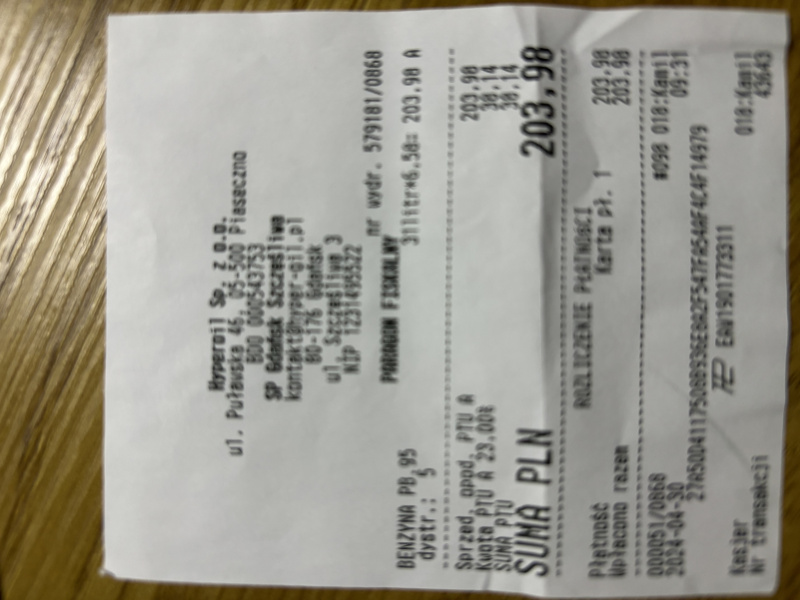 Hyperoil Sp. z o.o.
ul. Puławska 46, 05-500 Piaseczno
BDO 000543753
SP Gdańsk Szczęśliwa
kontakt@hyper-oil.pl
80-176 Gdańsk
ul. Szczęśliwa 3
NIP 1231495522
nr wydr. 579181/0868
PARAGON FISKALNY
BENZYNA PB 95 31litr*6.58= 203,98 A
dystr.: 5
Sprzed. opod. PTU A 203,98
Kwota PTU A 23,00% 38,14
SUMA PTU 38,14
SUMA PLN 203,98
ROZLICZENIE PŁATNOŚCI
Płatność Karta pł. 1 203,98
Wpłacono razem 203,98
000051/0868 #098 018:Kamil
2024-04-30 09:31
EAW1901773311
Kasjer 018:Kamil
Nr transakcji 43643